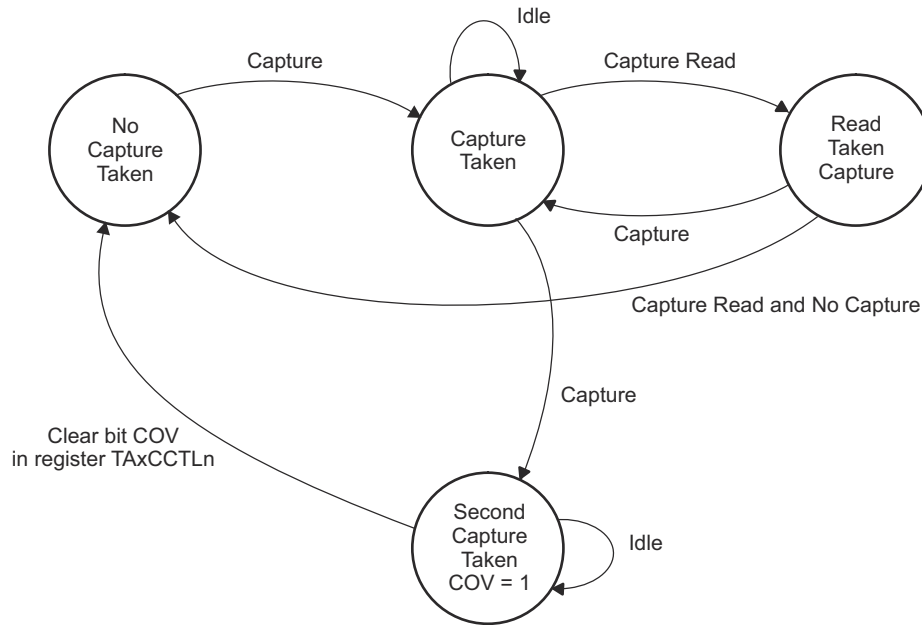 Idle
Capture
Capture Read
No
Capture
Taken
Capture
Taken
Read
Taken
Capture
Capture
Capture Read and No Capture
Capture
Clear bit COV
in register TAxCCTLn
Second
Capture
Taken
COV = 1
Idle